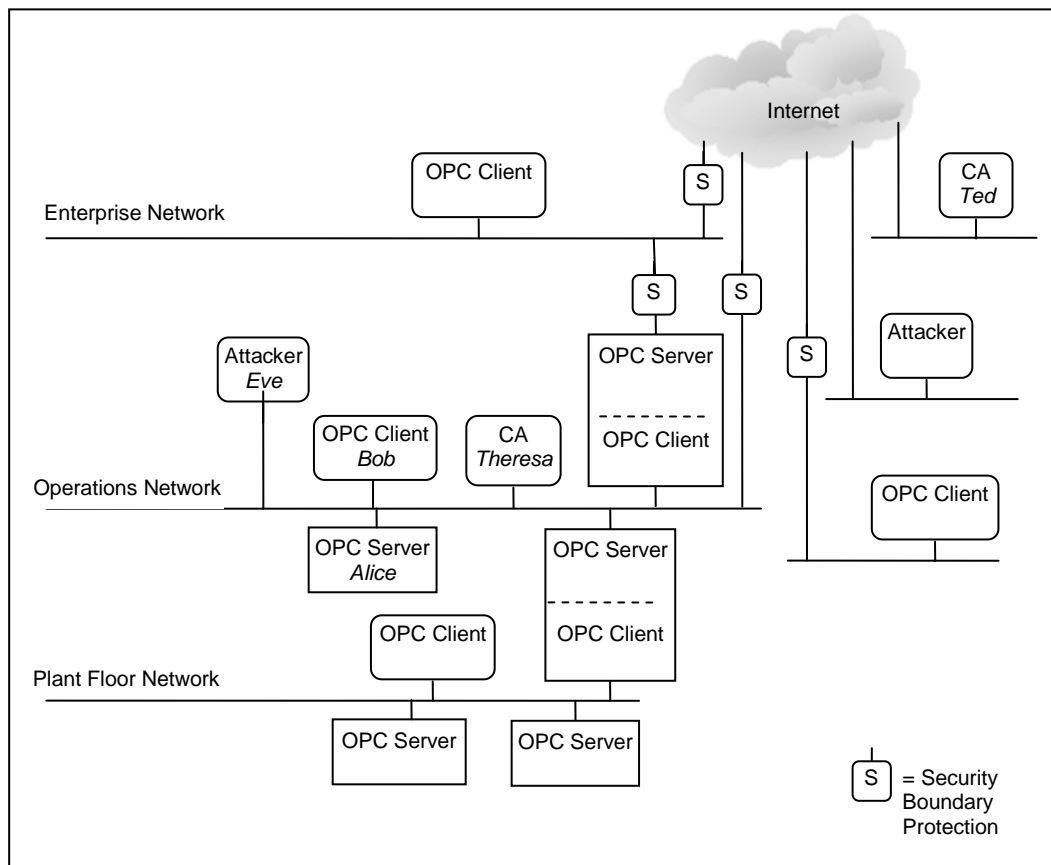 Internet
OPC Client
S
CA
Ted
Enterprise Network
S
S
Attacker
Eve
OPC Server
OPC Client
S
Attacker
OPC Client
Bob
CA
Theresa
Operations Network
OPC Client
OPC Server
Alice
OPC Server
OPC Client
OPC Client
Plant Floor Network
OPC Server
OPC Server
S
= Security
Boundary
Protection